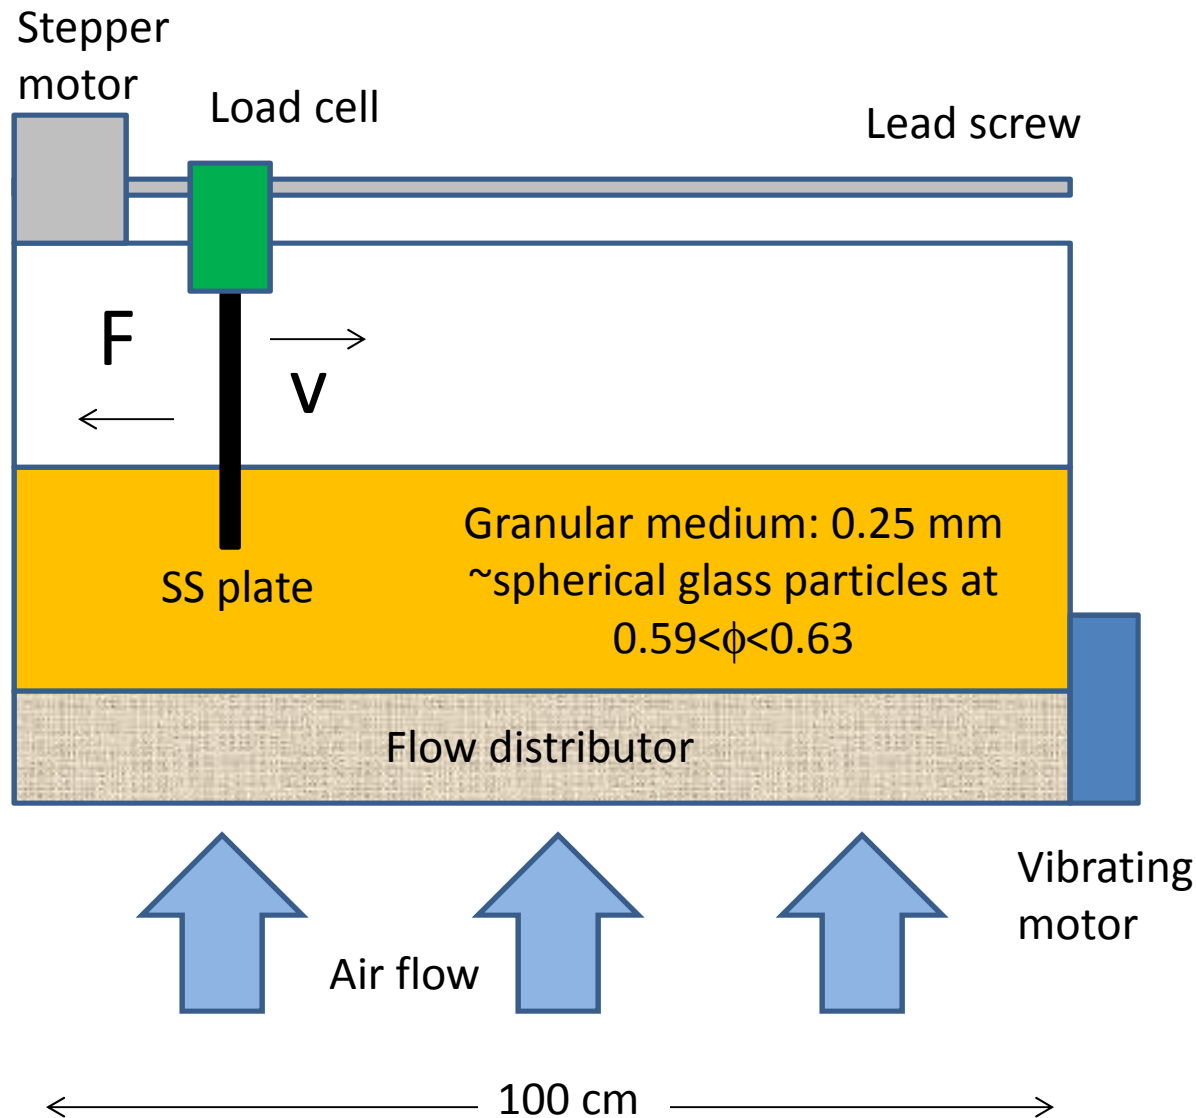 Stepper
motor
Load cell
Lead screw
F
v
Granular medium: 0.25 mm
~spherical glass particles at
0.59<ϕ<0.63
SS plate
Flow distributor
Vibrating
motor
Air flow
100 cm